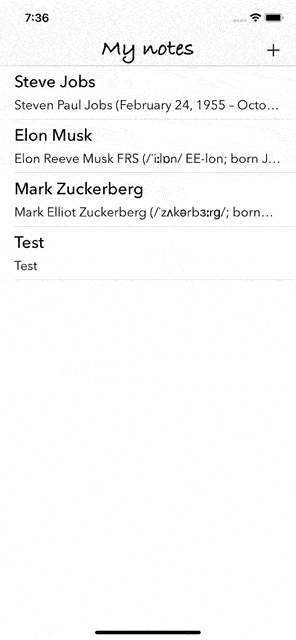 7:36
My notes +
Steve Jobs
Steven Paul Jobs (February 24, 1955 – Octo...
Elon Musk
Elon Reeve Musk FRS (/ˈiːlɒn/ EE-lon; born J...
Mark Zuckerberg
Mark Elliot Zuckerberg (/ˈzʌkərbɜːrɡ/; born...
Test
Test